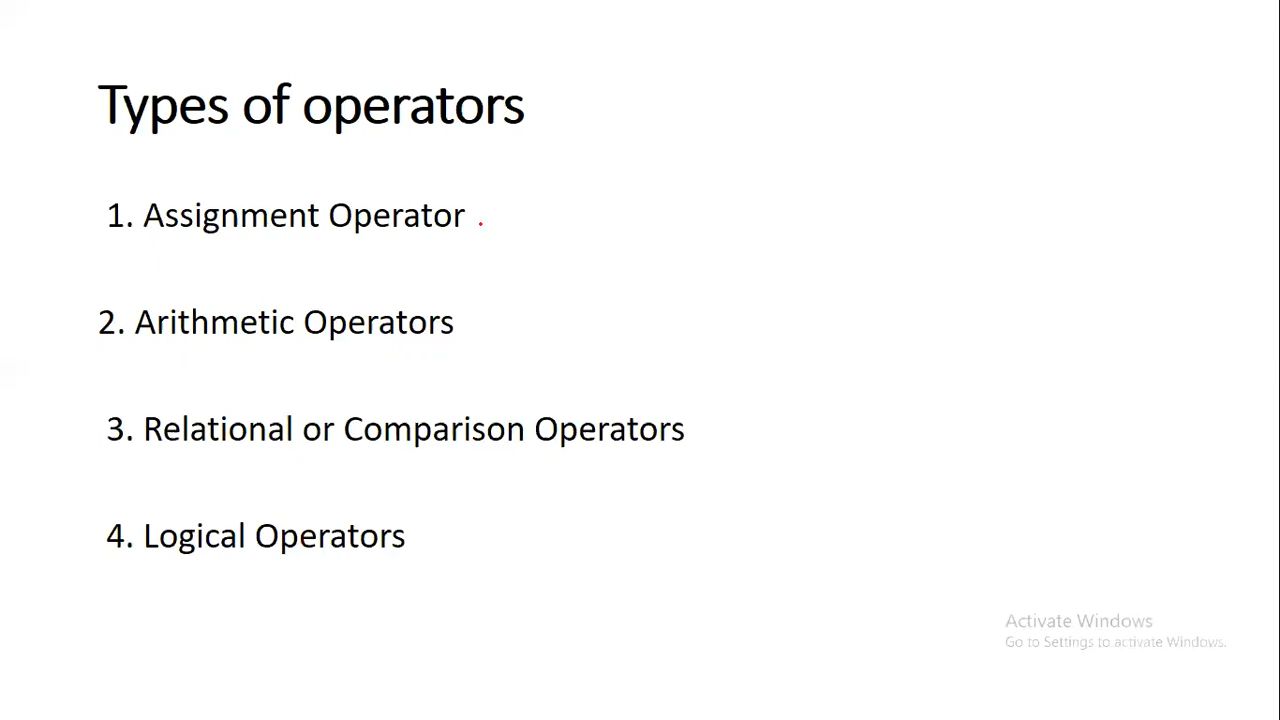 Types of operators
1. Assignment Operator
2. Arithmetic Operators
3. Relational or Comparison Operators
4. Logical Operators
Activate Windows
Go to Settings to activate Windows.